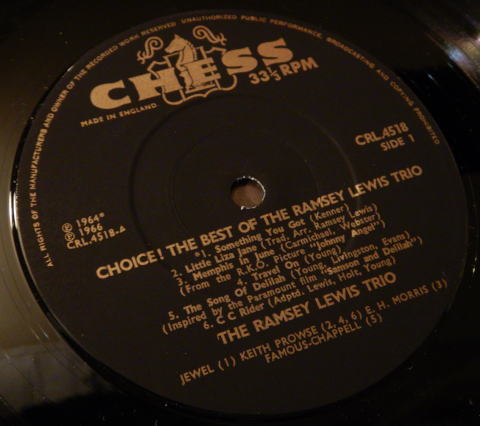 ALL RIGHTS OF THE MANUFACTURERS AND OWNER OF THE RECORDED WORK RESERVED UNAUTHORIZED PUBLIC PERFORMANCE, BROADCASTING AND COPYING PROHIBITED
CHESS
33⅓ RPM
MADE IN ENGLAND
CRL.4518
SIDE 1
℗ 1964*
℗ 1966
CRL.4518-A
CHOICE! THE BEST OF THE RAMSEY LEWIS TRIO
*1. Something You Got (Kenner)
2. Little Liza Jane (Trad. Arr. Ramsey Lewis)
3. Memphis In June (Carmichael, Webster)
(From the R.K.O. Picture "Johnny Angel")
4. Travel On (Young)
5. The Song Of Delilah (Young, Livingston, Evans)
(Inspired by the Paramount film "Samson and Delilah")
6. C C Rider (Adptd. Lewis, Holt, Young)
THE RAMSEY LEWIS TRIO
JEWEL (1) KEITH PROWSE (2, 4, 6) E. H. MORRIS (3)
FAMOUS-CHAPPELL (5)